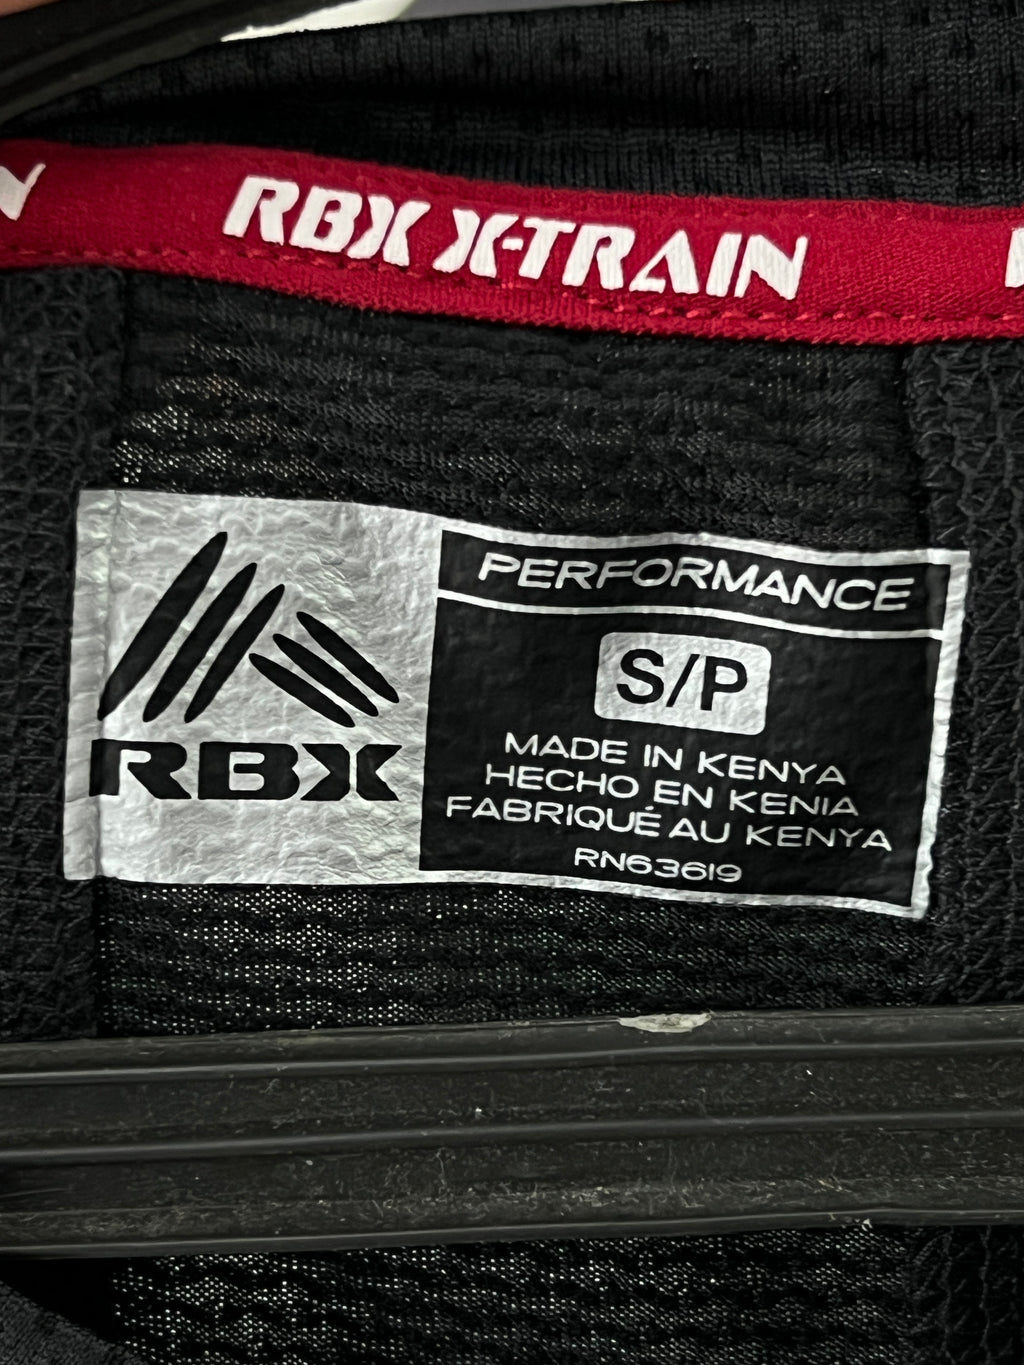 N
RBX X-TRAIN
RBX
PERFORMANCE
S/P
MADE IN KENYA
HECHO EN KENIA
FABRIQUÉ AU KENYA
RN63619